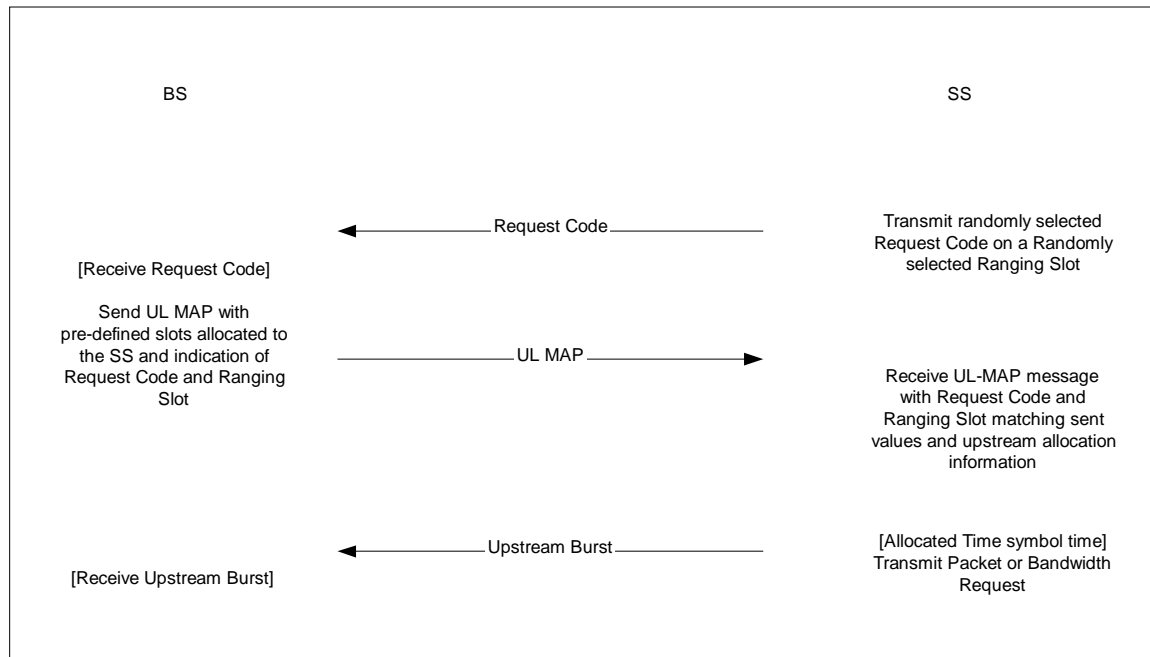 BS
SS
Request Code
Transmit randomly selected
Request Code on a Randomly
selected Ranging Slot
[Receive Request Code]
Send UL MAP with
pre-defined slots allocated to
the SS and indication of
Request Code and Ranging
Slot
UL MAP
Receive UL-MAP message
with Request Code and
Ranging Slot matching sent
values and upstream allocation
information
Upstream Burst
[Allocated Time symbol time]
Transmit Packet or Bandwidth
Request
[Receive Upstream Burst]